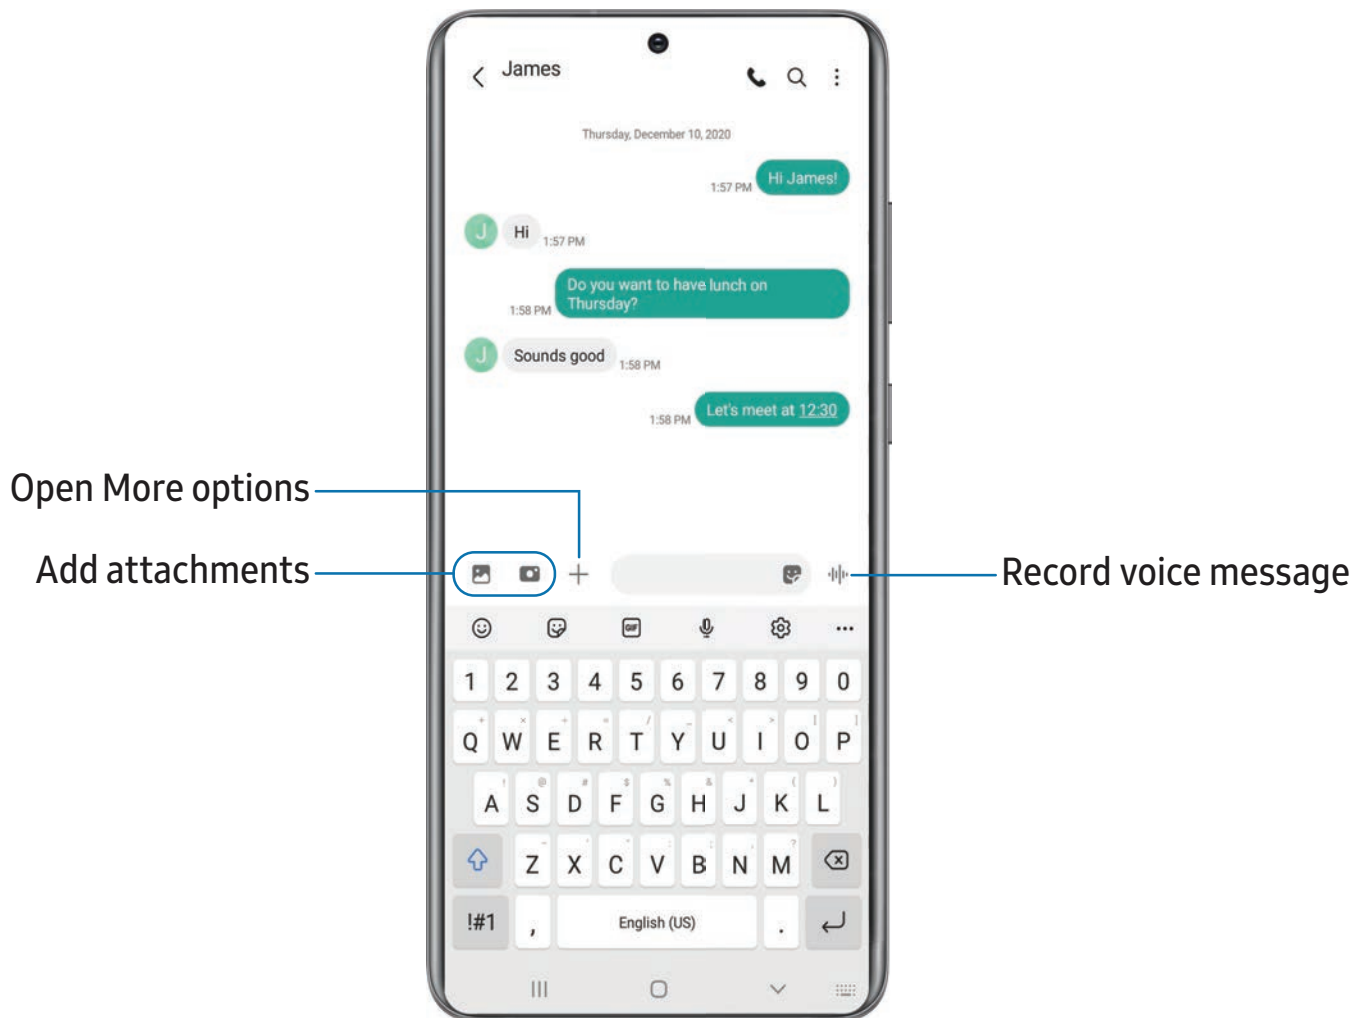 James
Thursday, December 10, 2020
Hi James!
1:57 PM
J
Hi
1:57 PM
Do you want to have lunch on
Thursday?
1:58 PM
J
Sounds good
1:58 PM
Let's meet at 12:30
1:58 PM
Open More options
Add attachments
Record voice message
GIF
1 2 3 4 5 6 7 8 9 0
+ × ÷ = / _ < > [ ]
Q W E R T Y U I O P
! @ # $ % & * ( )
A S D F G H J K L
- ' " : ; , ?
Z X C V B N M
!#1 , English (US) .